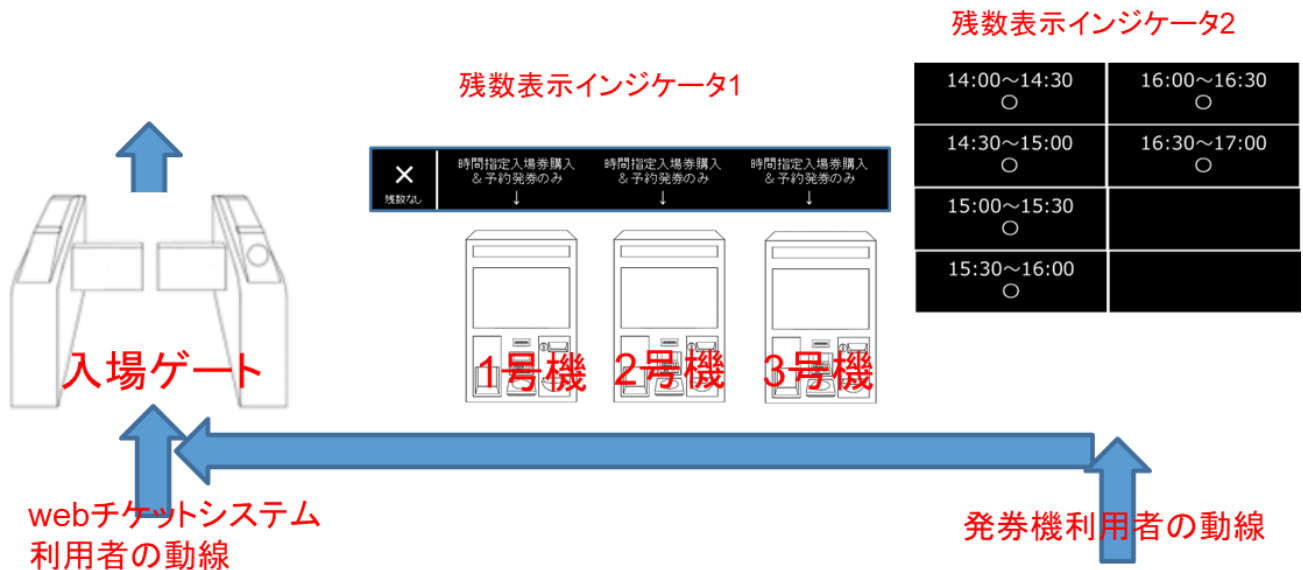 残数表示インジケータ2
残数表示インジケータ1
14:00～14:30
○
16:00～16:30
○
14:30～15:00
○
16:30～17:00
○
15:00～15:30
○
15:30～16:00
○
×
残数なし
時間指定入場券購入
&予約発券のみ
↓
時間指定入場券購入
&予約発券のみ
↓
時間指定入場券購入
&予約発券のみ
↓
入場ゲート
1号機
2号機
3号機
webチケットシステム
利用者の動線
発券機利用者の動線